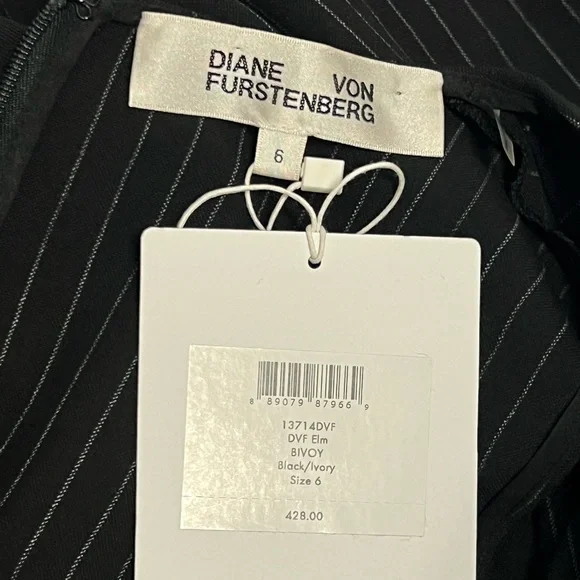 DIANE VON
FURSTENBERG
6
8 89079 87966 9
13714DVF
DVF Elm
BIVOY
Black/Ivory
Size 6
428.00